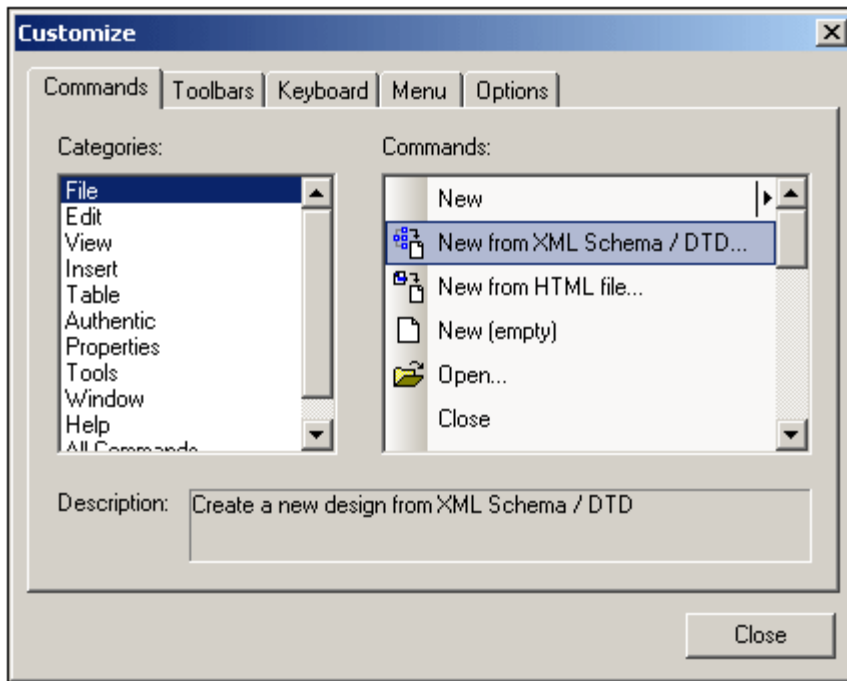 Customize
Commands Toolbars Keyboard Menu Options
Categories:
File
Edit
View
Insert
Table
Authentic
Properties
Tools
Window
Help
All Commands
Commands:
New
New from XML Schema / DTD...
New from HTML file...
New (empty)
Open...
Close
Description: Create a new design from XML Schema / DTD
Close